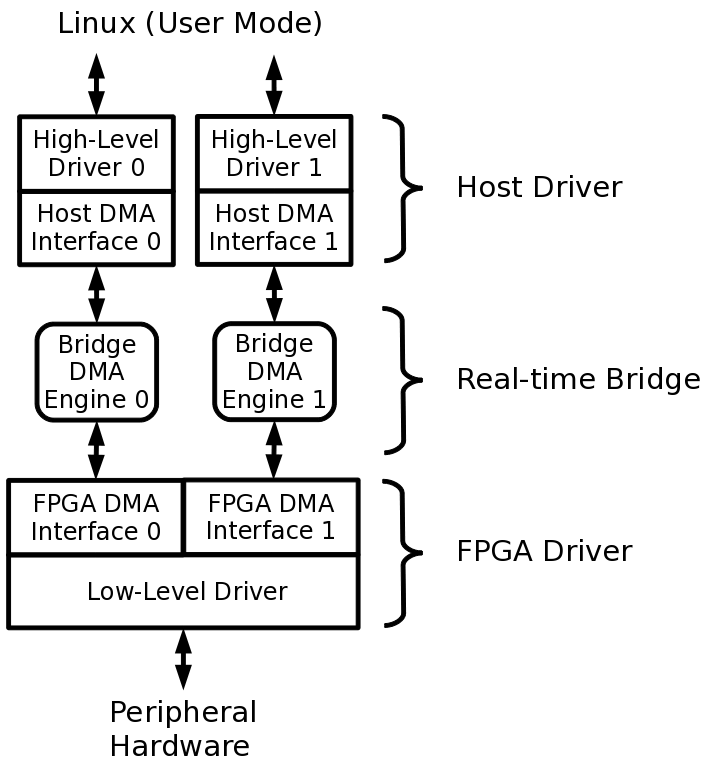 Linux (User Mode)
High-Level
Driver 0
High-Level
Driver 1
Host DMA
Interface 0
Host DMA
Interface 1
Host Driver
Bridge
DMA
Engine 0
Bridge
DMA
Engine 1
Real-time Bridge
FPGA DMA
Interface 0
FPGA DMA
Interface 1
FPGA Driver
Low-Level Driver
Peripheral
Hardware